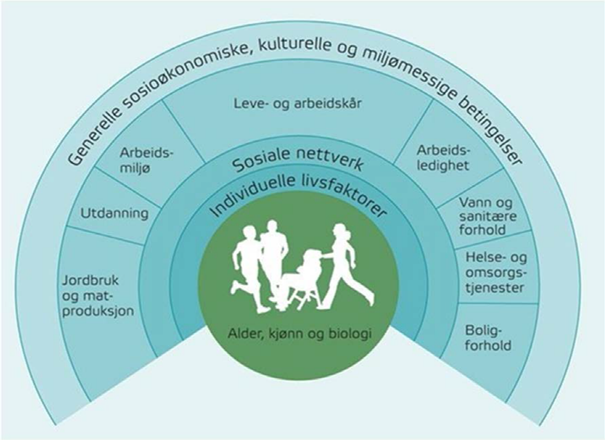 Generelle sosioøkonomiske, kulturelle og miljømessige betingelser
Leve- og arbeidskår
Arbeids-
miljø
Utdanning
Jordbruk
og mat-
produksjon
Arbeids-
ledighet
Vann og
sanitære
forhold
Helse- og
omsorgs-
tjenester
Bolig-
forhold
Sosiale nettverk
Individuelle livsfaktorer
Alder, kjønn og biologi